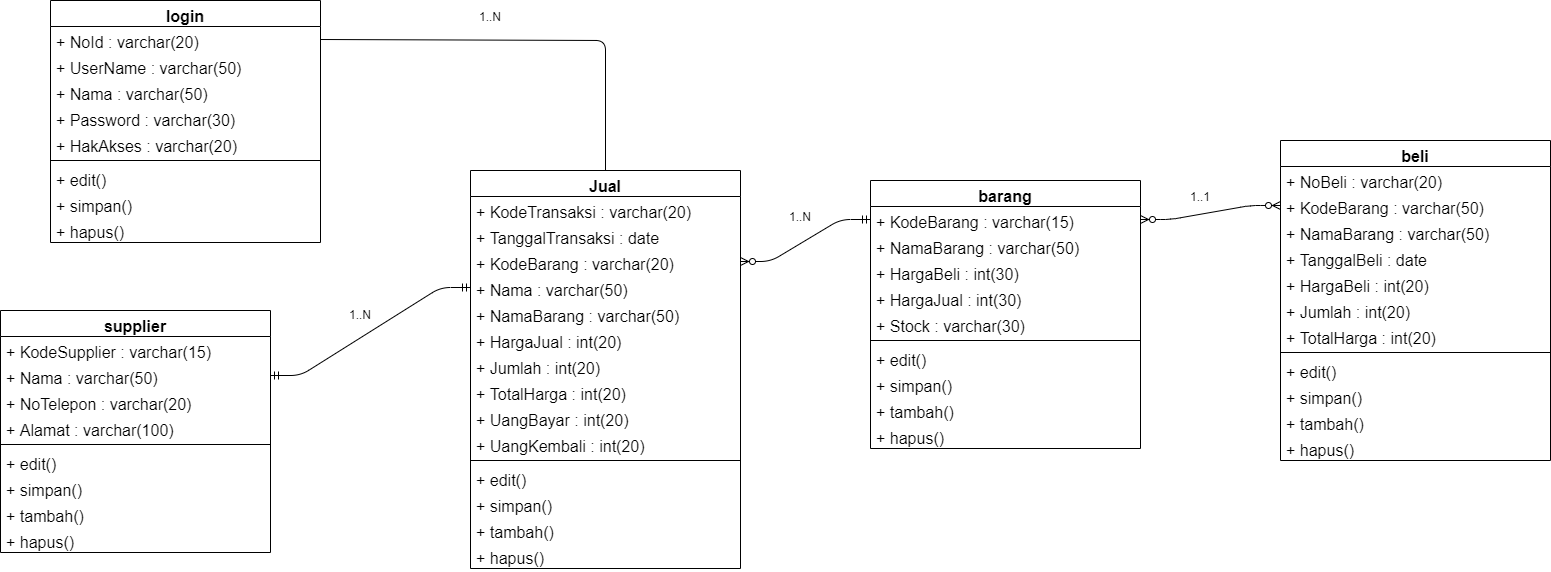 login
+ NoId : varchar(20)
+ UserName : varchar(50)
+ Nama : varchar(50)
+ Password : varchar(30)
+ HakAkses : varchar(20)
+ edit()
+ simpan()
+ hapus()
1..N
supplier
+ KodeSupplier : varchar(15)
+ Nama : varchar(50)
+ NoTelepon : varchar(20)
+ Alamat : varchar(100)
+ edit()
+ simpan()
+ tambah()
+ hapus()
1..N
Jual
+ KodeTransaksi : varchar(20)
+ TanggalTransaksi : date
+ KodeBarang : varchar(20)
+ Nama : varchar(50)
+ NamaBarang : varchar(50)
+ HargaJual : int(20)
+ Jumlah : int(20)
+ TotalHarga : int(20)
+ UangBayar : int(20)
+ UangKembali : int(20)
+ edit()
+ simpan()
+ tambah()
+ hapus()
1..N
barang
+ KodeBarang : varchar(15)
+ NamaBarang : varchar(50)
+ HargaBeli : int(30)
+ HargaJual : int(30)
+ Stock : varchar(30)
+ edit()
+ simpan()
+ tambah()
+ hapus()
1..1
beli
+ NoBeli : varchar(20)
+ KodeBarang : varchar(50)
+ NamaBarang : varchar(50)
+ TanggalBeli : date
+ HargaBeli : int(20)
+ Jumlah : int(20)
+ TotalHarga : int(20)
+ edit()
+ simpan()
+ tambah()
+ hapus()